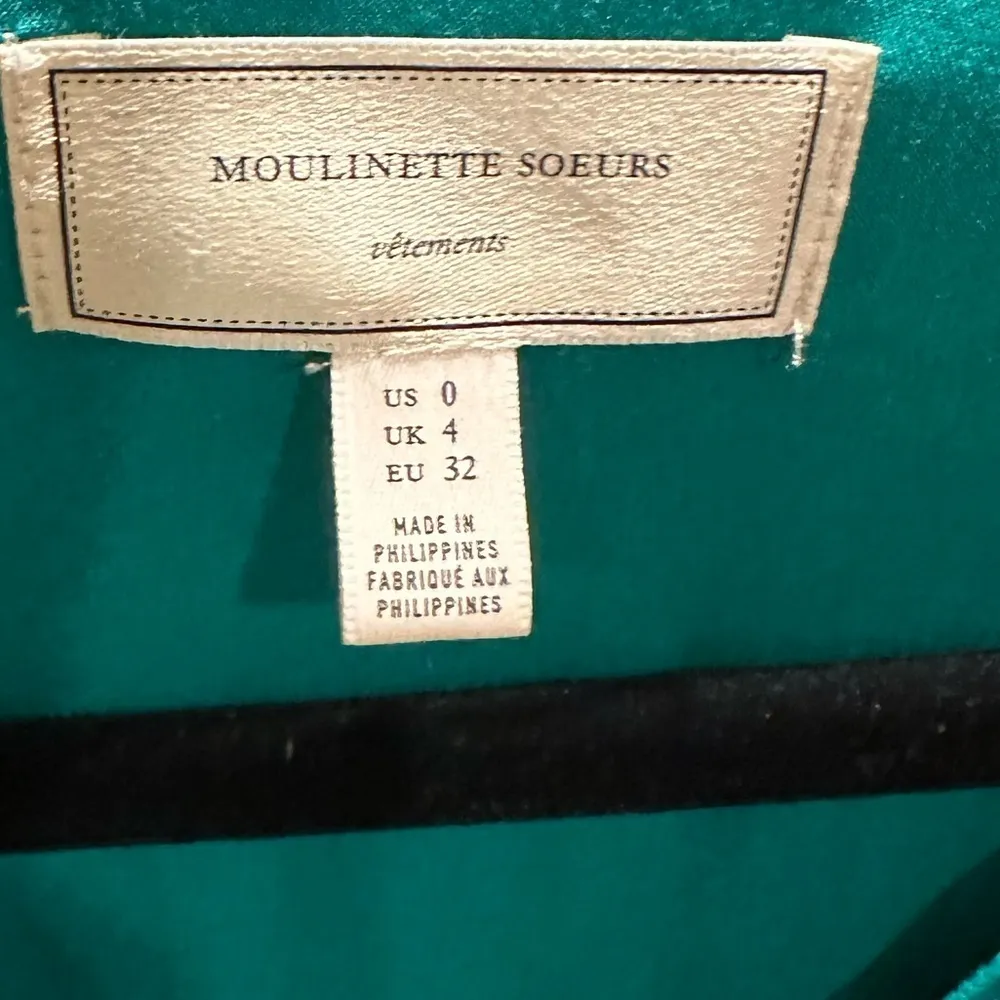 MOULINETTE SOEURS
vêtements
US 0
UK 4
EU 32
MADE IN
PHILIPPINES
FABRIQUÉ AUX
PHILIPPINES